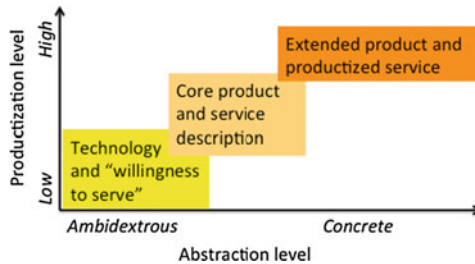 Productization level
High
Low
Extended product and
productized service
Core product
and service
description
Technology
and “willingness
to serve”
Ambidextrous
Concrete
Abstraction level